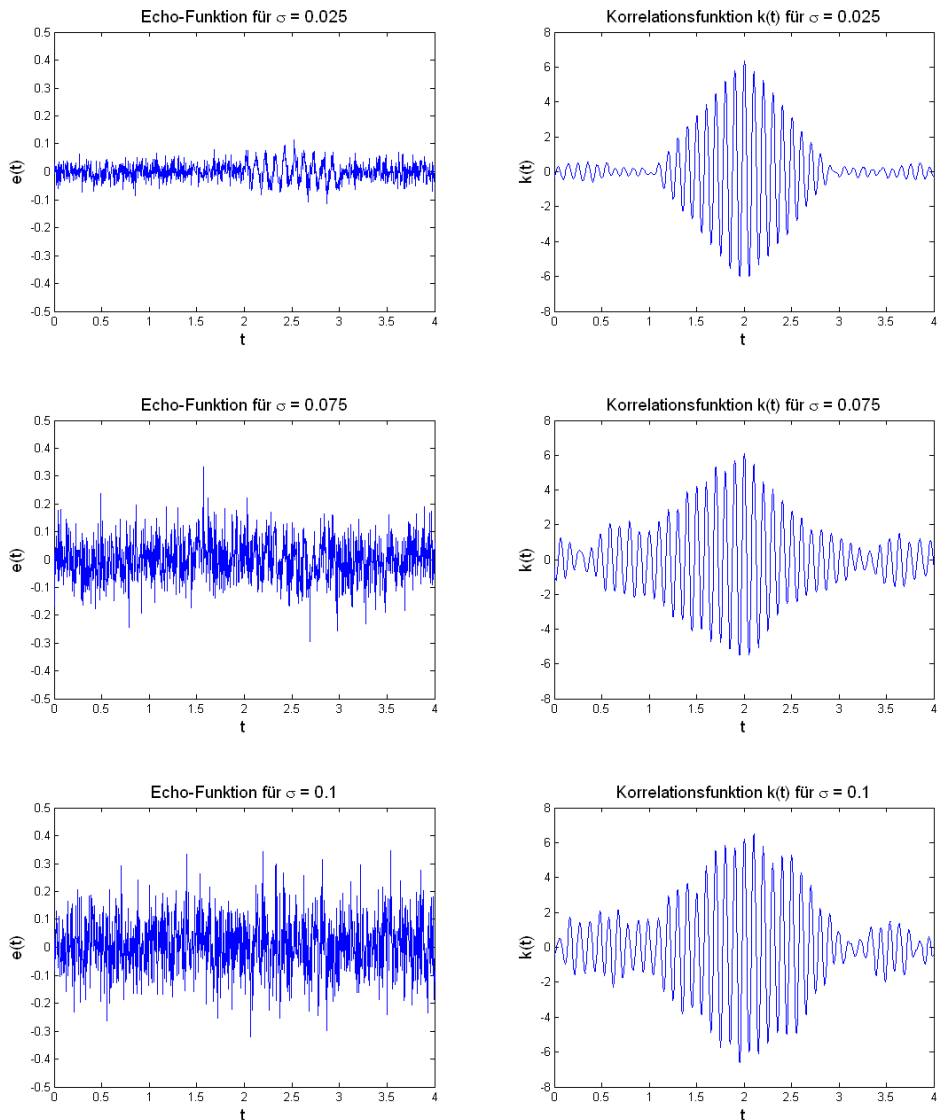 Echo-Funktion für σ = 0.025
0.5
0.4
0.3
0.2
0.1
0
-0.1
-0.2
-0.3
-0.4
-0.5
e(t)
0 0.5 1 1.5 2 2.5 3 3.5 4
t
Korrelationsfunktion k(t) für σ = 0.025
8
6
4
2
0
-2
-4
-6
-8
k(t)
0 0.5 1 1.5 2 2.5 3 3.5 4
t
Echo-Funktion für σ = 0.075
0.5
0.4
0.3
0.2
0.1
0
-0.1
-0.2
-0.3
-0.4
-0.5
e(t)
0 0.5 1 1.5 2 2.5 3 3.5 4
t
Korrelationsfunktion k(t) für σ = 0.075
8
6
4
2
0
-2
-4
-6
-8
k(t)
0 0.5 1 1.5 2 2.5 3 3.5 4
t
Echo-Funktion für σ = 0.1
0.5
0.4
0.3
0.2
0.1
0
-0.1
-0.2
-0.3
-0.4
-0.5
e(t)
0 0.5 1 1.5 2 2.5 3 3.5 4
t
Korrelationsfunktion k(t) für σ = 0.1
8
6
4
2
0
-2
-4
-6
-8
k(t)
0 0.5 1 1.5 2 2.5 3 3.5 4
t